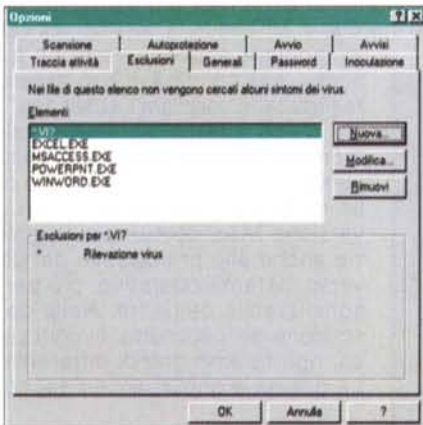 Opzioni
? X
Scansione Autoprotezione Avvio Avvisi
Traccia attività Esclusioni Generali Password Inoculazione
Nei file di questo elenco non vengono cercati alcuni sintomi dei virus.
Elementi:
*.VI?
EXCEL.EXE
MSACCESS.EXE
POWERPNT.EXE
WINWORD.EXE
Nuova...
Modifica...
Rimuovi
Esclusioni per *.VI?
* Rilevazione virus
OK Annulla ?